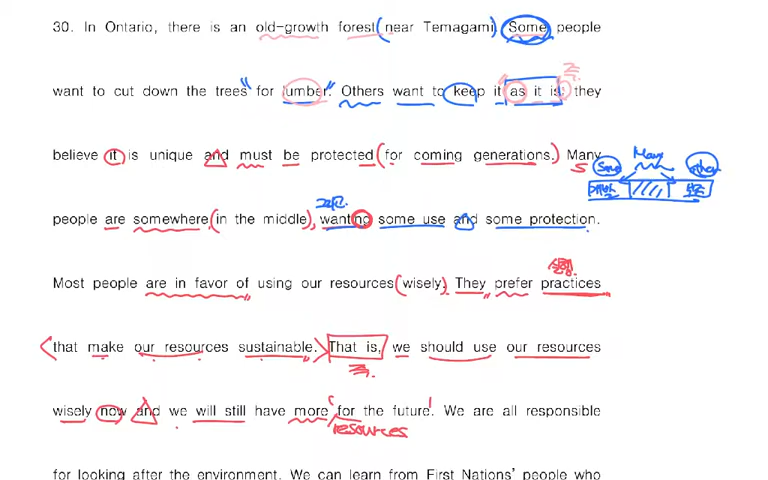 30. In Ontario, there is an old-growth forest(near Temagami). Some people
want to cut down the trees "for lumber". Others want to keep it as it is: they
believe it is unique and must be protected (for coming generations.) Many
Some Many others
people are somewhere (in the middle), wanting some use and some protection.
Most people are in favor of using our resources (wisely). They prefer practices
<that make our resources sustainable.> That is, we should use our resources
wisely now and we will still have more 'for the future'. We are all responsible
resources
for looking after the environment. We can learn from First Nations' people who